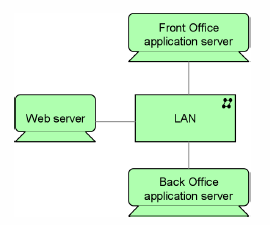 Front Office
application server
Web server
LAN
Back Office
application server